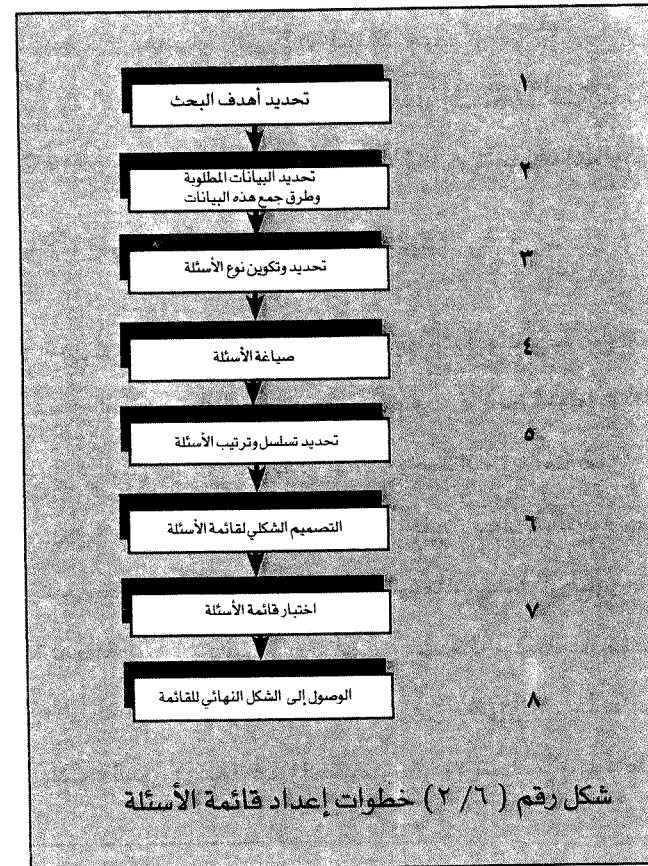 ١
تحديد أهدف البحث
٢
تحديد البيانات المطلوبة
وطرق جمع هذه البيانات
٣
تحديد وتكوين نوع الأسئلة
٤
صياغة الأسئلة
٥
تحديد تسلسل وترتيب الأسئلة
٦
التصميم الشكلي لقائمة الأسئلة
٧
اختبار قائمة الأسئلة
٨
الوصول إلى الشكل النهائي للقائمة
شكل رقم ( ٦/ ٢) خطوات إعداد قائمة الأسئلة